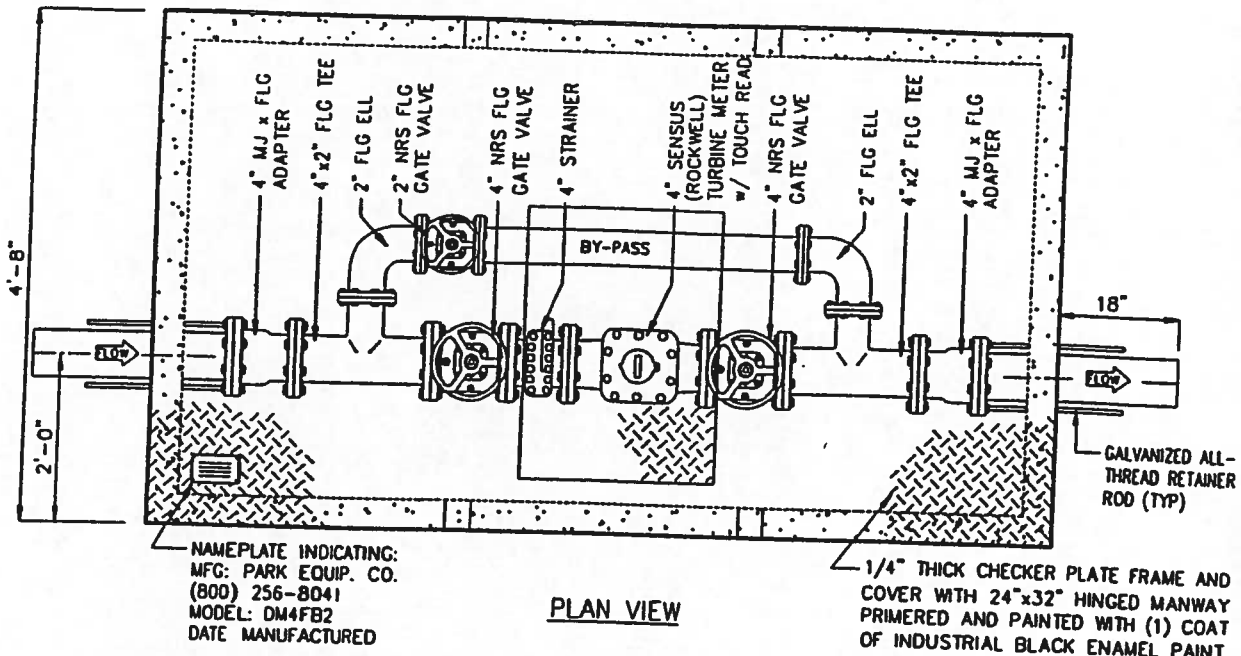 4" MJ x FLG
ADAPTER
4"x2" FLG TEE
2" FLG ELL
2" NRS FLG
GATE VALVE
4" NRS FLG
GATE VALVE
4" STRAINER
4" SENSUS
(ROCKWELL)
TURBINE METER
w/ TOUCH READ
4" NRS FLG
GATE VALVE
2" FLG ELL
4"x2" FLG TEE
4" MJ x FLG
ADAPTER
4'-8"
BY-PASS
18"
FLOW
FLOW
2'-0"
GALVANIZED ALL-
THREAD RETAINER
ROD (TYP)
NAMEPLATE INDICATING:
MFG: PARK EQUIP. CO.
(800) 256-8041
MODEL: DM4FB2
DATE MANUFACTURED
PLAN VIEW
1/4" THICK CHECKER PLATE FRAME AND
COVER WITH 24"x32" HINGED MANWAY
PRIMERED AND PAINTED WITH (1) COAT
OF INDUSTRIAL BLACK ENAMEL PAINT